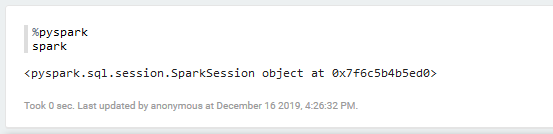 %pyspark
spark
<pyspark.sql.session.SparkSession object at 0x7f6c5b4b5ed0>
Took 0 sec. Last updated by anonymous at December 16 2019, 4:26:32 PM.